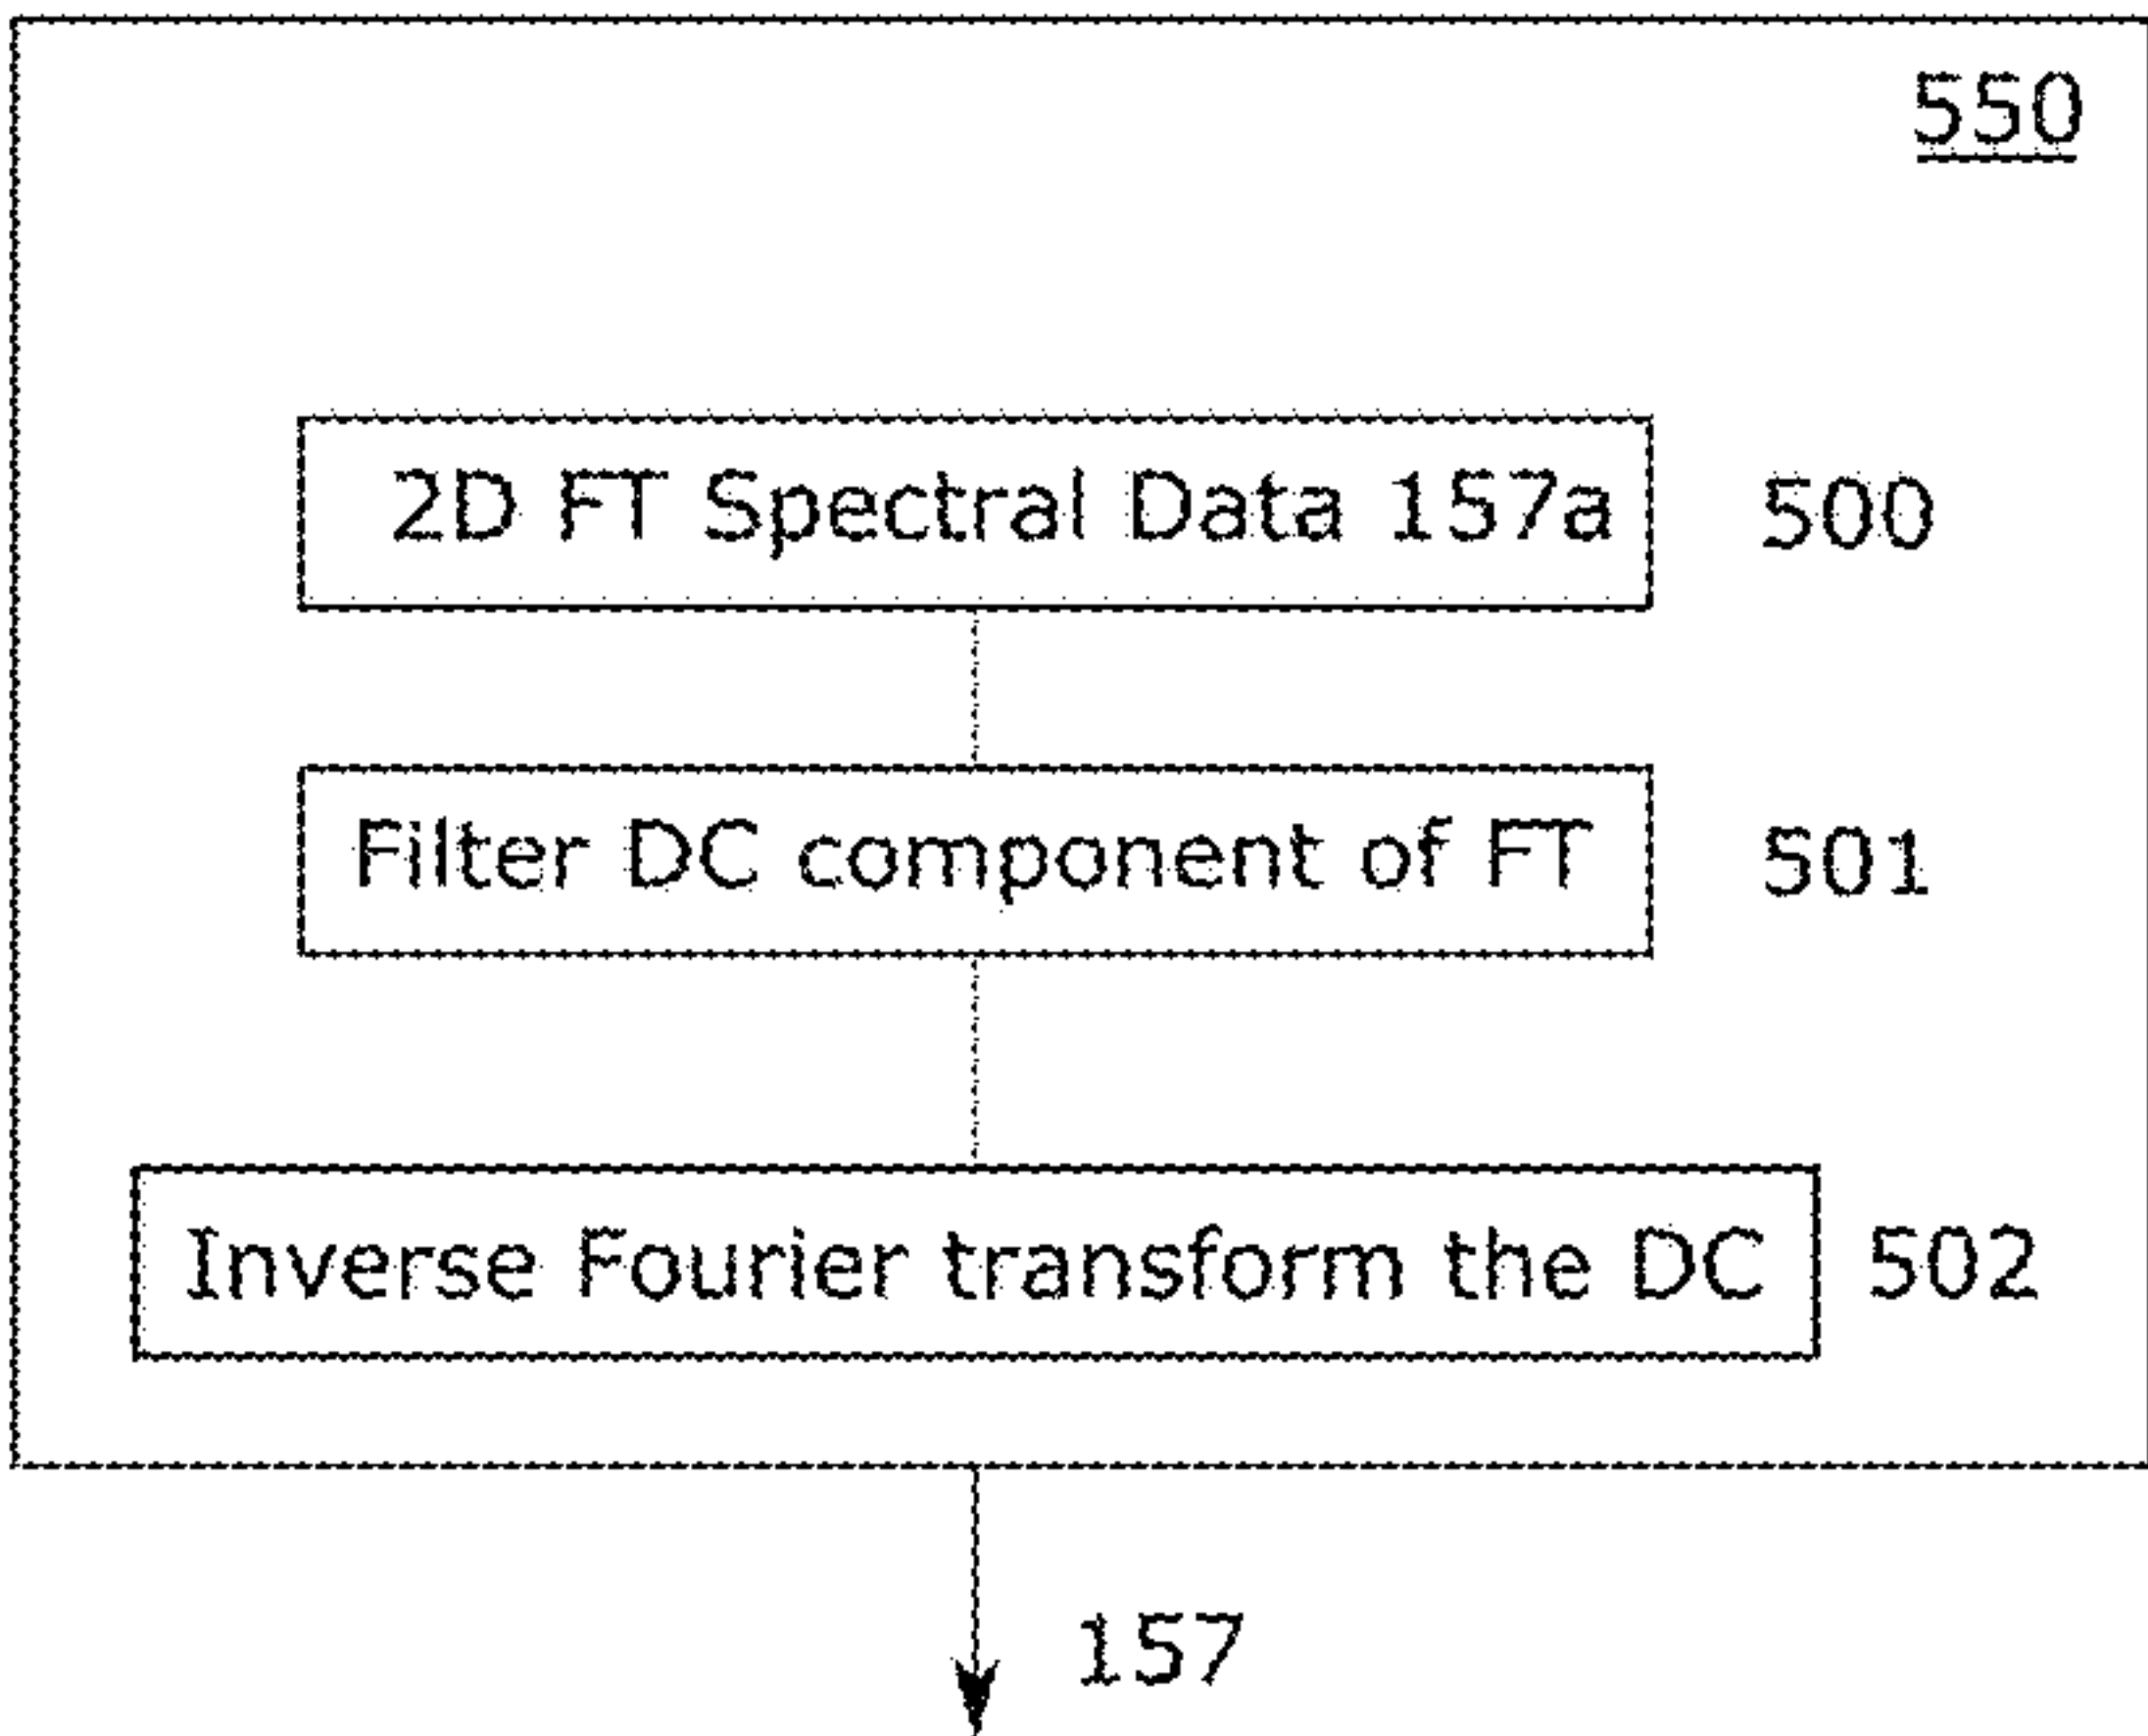 550
2D FT Spectral Data 157a 500
Filter DC component of FT 501
Inverse Fourier transform the DC 502
157